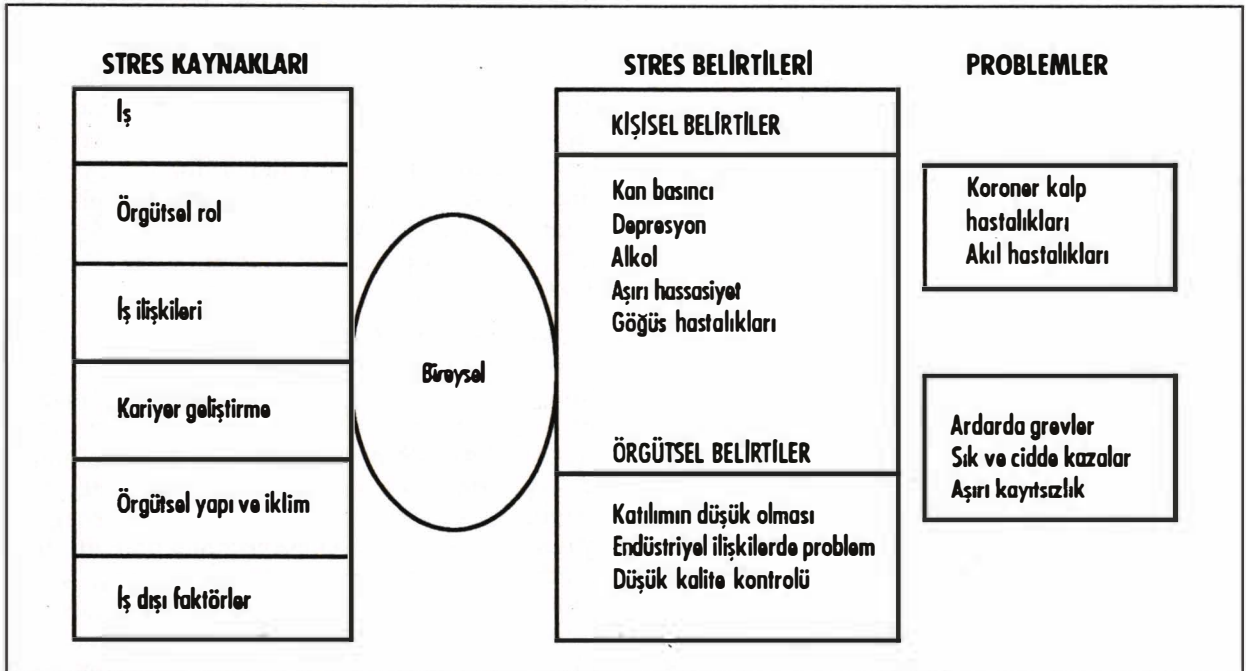 STRES KAYNAKLARI
İş
Örgütsel rol
İş ilişkileri
Kariyer geliştirme
Örgütsel yapı ve iklim
İş dışı faktörler
Bireysel
STRES BELİRTİLERİ
KİŞİSEL BELİRTİLER
Kan basıncı
Depresyon
Alkol
Aşırı hassasiyet
Göğüs hastalıkları
ÖRGÜTSEL BELİRTİLER
Katılımın düşük olması
Endüstriyel ilişkilerde problem
Düşük kalite kontrolü
PROBLEMLER
Koroner kalp
hastalıkları
Akıl hastalıkları
Ardarda grevler
Sık ve cidde kazalar
Aşırı kayıtsızlık